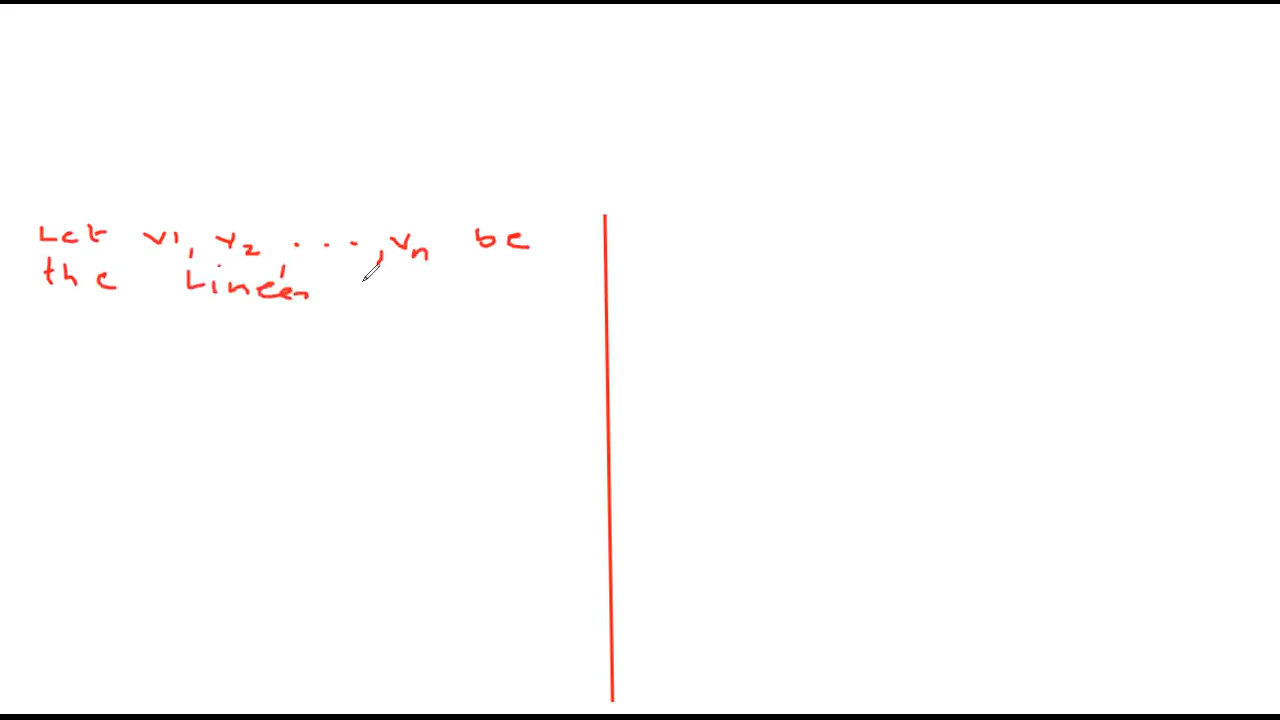 Let v1, v2, . . . , vn be
the Linear